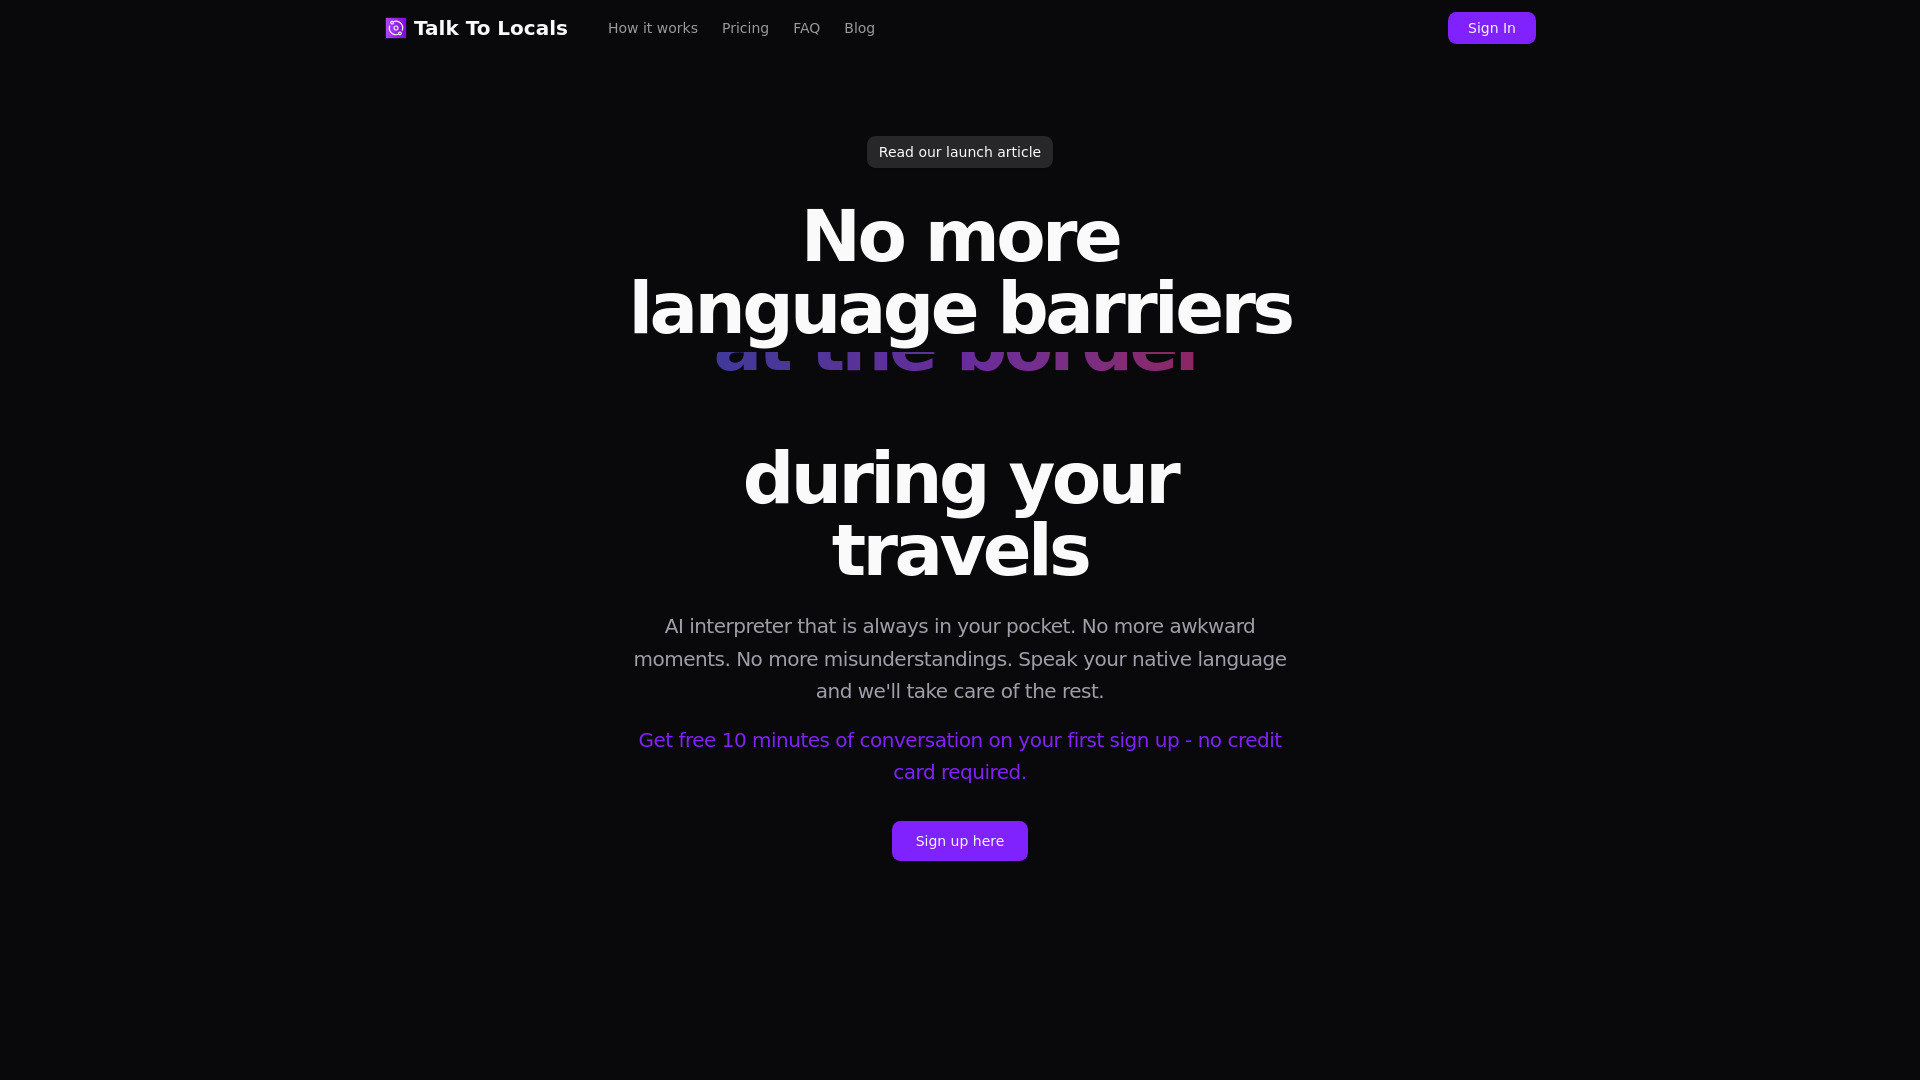 Talk To Locals
How it works
Pricing
FAQ
Blog
Sign In
Read our launch article
No more
language barriers
at the border
during your
travels
AI interpreter that is always in your pocket. No more awkward
moments. No more misunderstandings. Speak your native language
and we'll take care of the rest.
Get free 10 minutes of conversation on your first sign up - no credit
card required.
Sign up here